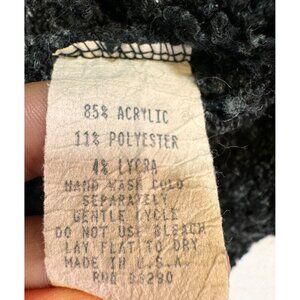 85% ACRYLIC
11% POLYESTER
4% LYCRA
HAND WASH COLD
SEPARATELY
GENTLE CYCLE
DO NOT USE BLEACH
LAY FLAT TO DRY
MADE IN U.S.A.
RN#